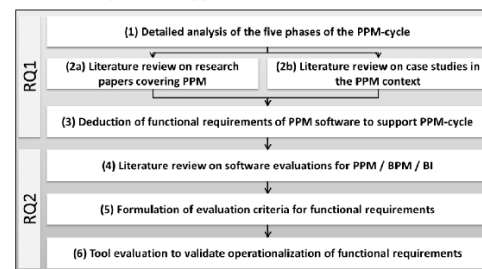 RQ1
(1) Detailed analysis of the five phases of the PPM-cycle
(2a) Literature review on research
papers covering PPM
(2b) Literature review on case studies in
the PPM context
(3) Deduction of functional requirements of PPM software to support PPM-cycle
RQ2
(4) Literature review on software evaluations for PPM / BPM / BI
(5) Formulation of evaluation criteria for functional requirements
(6) Tool evaluation to validate operationalization of functional requirements